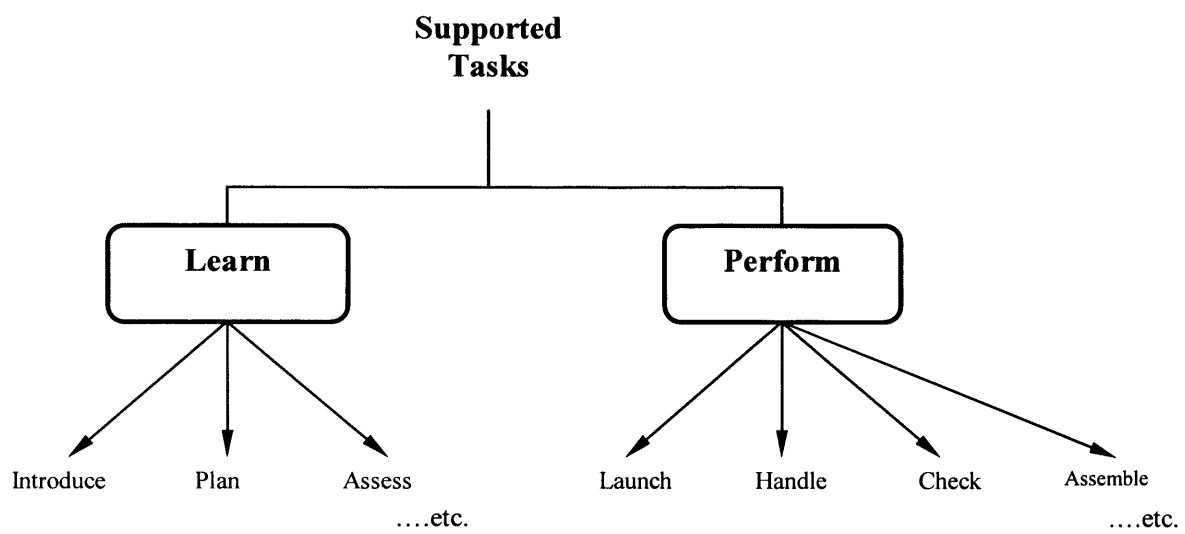 Supported
Tasks
Learn
Perform
Introduce
Plan
Assess
Launch
Handle
Check
Assemble
....etc.
....etc.